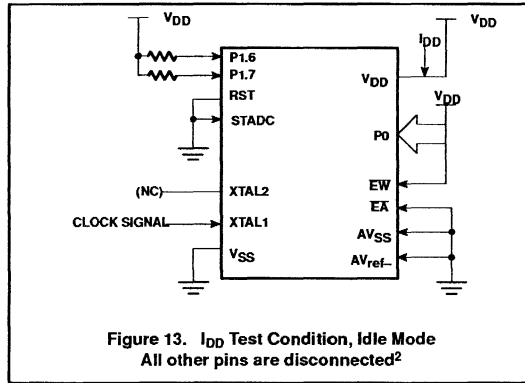 VDD
IDD
VDD
P1.6
P1.7
VDD
RST
VDD
STADC
P0
(NC)
XTAL2
EW
CLOCK SIGNAL
XTAL1
EA
AVSS
VSS
AVref–
Figure 13. IDD Test Condition, Idle Mode
All other pins are disconnected2